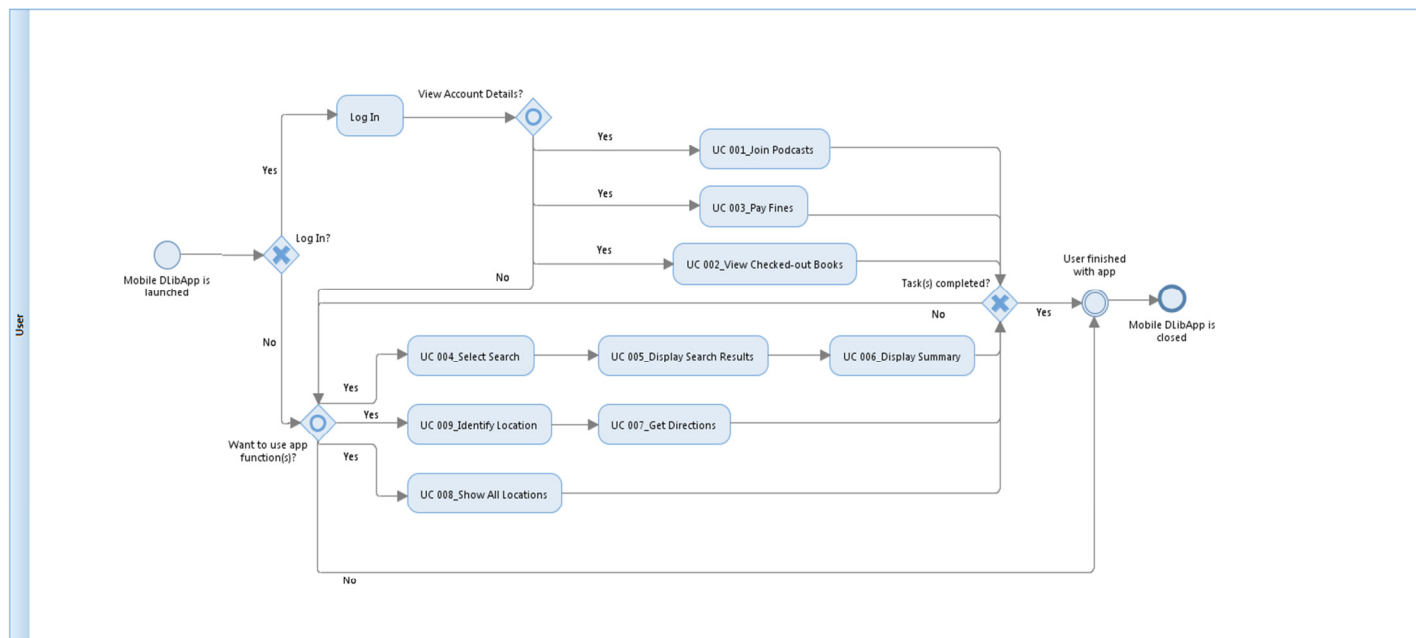 User
View Account Details?
Log In
Yes
UC 001_Join Podcasts
Yes
Yes
UC 003_Pay Fines
Log In?
Yes
UC 002_View Checked-out Books
User finished
with app
Mobile DLibApp is
launched
No
Task(s) completed?
No
Yes
Mobile DLibApp is
closed
No
UC 004_Select Search
UC 005_Display Search Results
UC 006_Display Summary
Yes
Yes
UC 009_Identify Location
UC 007_Get Directions
Want to use app
function(s)?
Yes
UC 008_Show All Locations
No